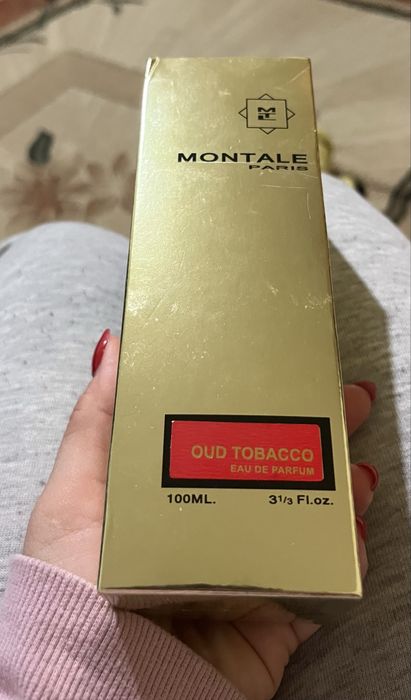 MONTALE
PARIS
OUD TOBACCO
EAU DE PARFUM
100ML. 3 1/3 Fl.oz.